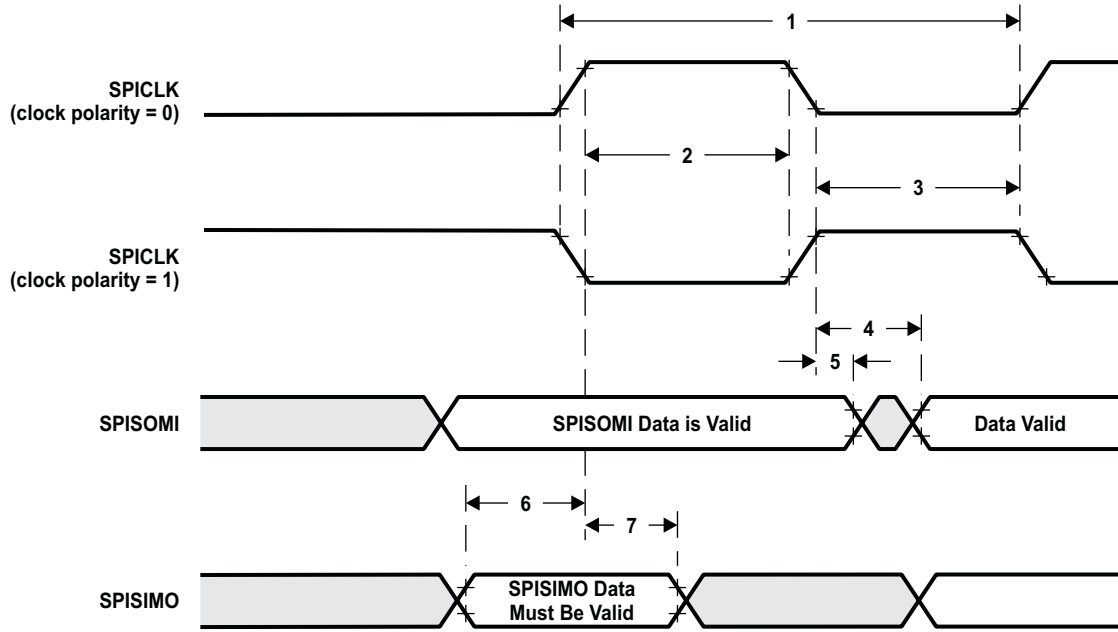 1
SPICLK
(clock polarity = 0)
2
3
SPICLK
(clock polarity = 1)
4
5
SPISOMI
SPISOMI Data is Valid
Data Valid
6
7
SPISIMO
SPISIMO Data
Must Be Valid